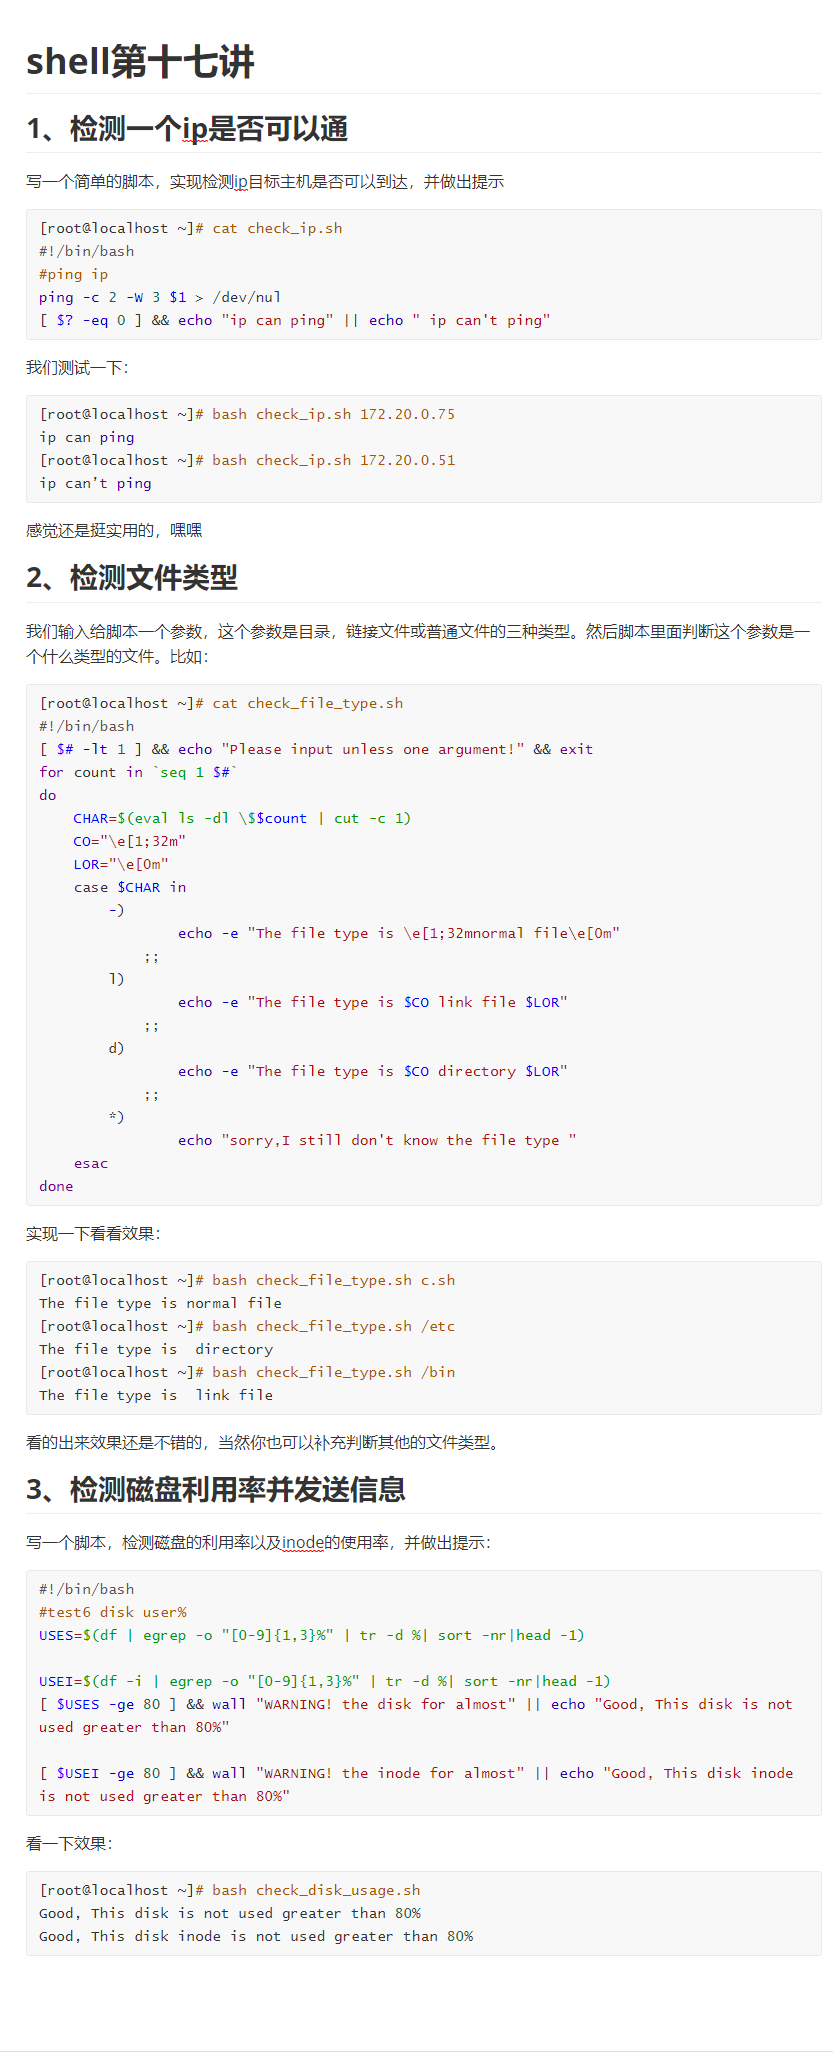 shell第十七讲
1、检测一个ip是否可以通
写一个简单的脚本，实现检测ip目标主机是否可以到达，并做出提示
[root@localhost ~]# cat check_ip.sh
#!/bin/bash
#ping ip
ping -c 2 -W 3 $1 > /dev/nul
[ $? -eq 0 ] && echo "ip can ping" || echo " ip can't ping"
我们测试一下：
[root@localhost ~]# bash check_ip.sh 172.20.0.75
ip can ping
[root@localhost ~]# bash check_ip.sh 172.20.0.51
ip can’t ping
感觉还是挺实用的，嘿嘿
2、检测文件类型
我们输入给脚本一个参数，这个参数是目录，链接文件或普通文件的三种类型。然后脚本里面判断这个参数是一
个什么类型的文件。比如：
[root@localhost ~]# cat check_file_type.sh
#!/bin/bash
[ $# -lt 1 ] && echo "Please input unless one argument!" && exit
for count in `seq 1 $#`
do
    CHAR=$(eval ls -dl \$$count | cut -c 1)
    CO="\e[1;32m"
    LOR="\e[0m"
    case $CHAR in
        -)
                echo -e "The file type is \e[1;32mnormal file\e[0m"
            ;;
        l)
                echo -e "The file type is $CO link file $LOR"
            ;;
        d)
                echo -e "The file type is $CO directory $LOR"
            ;;
        *)
                echo "sorry,I still don't know the file type "
    esac
done
实现一下看看效果：
[root@localhost ~]# bash check_file_type.sh c.sh
The file type is normal file
[root@localhost ~]# bash check_file_type.sh /etc
The file type is  directory
[root@localhost ~]# bash check_file_type.sh /bin
The file type is  link file
看的出来效果还是不错的，当然你也可以补充判断其他的文件类型。
3、检测磁盘利用率并发送信息
写一个脚本，检测磁盘的利用率以及inode的使用率，并做出提示：
#!/bin/bash
#test6 disk user%
USES=$(df | egrep -o "[0-9]{1,3}%" | tr -d %| sort -nr|head -1)
USEI=$(df -i | egrep -o "[0-9]{1,3}%" | tr -d %| sort -nr|head -1)
[ $USES -ge 80 ] && wall "WARNING! the disk for almost" || echo "Good, This disk is not
used greater than 80%"
[ $USEI -ge 80 ] && wall "WARNING! the inode for almost" || echo "Good, This disk inode
is not used greater than 80%"
看一下效果：
[root@localhost ~]# bash check_disk_usage.sh
Good, This disk is not used greater than 80%
Good, This disk inode is not used greater than 80%